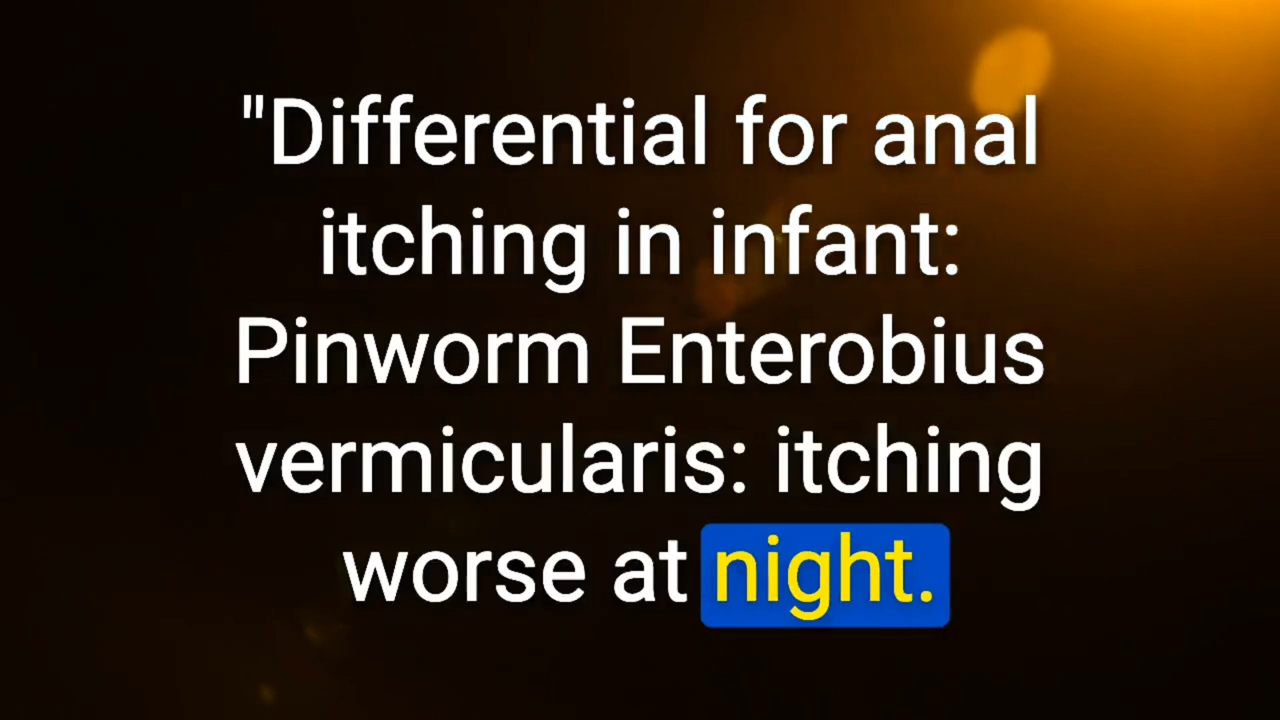 "Differential for anal
itching in infant:
Pinworm Enterobius
vermicularis: itching
worse at night.